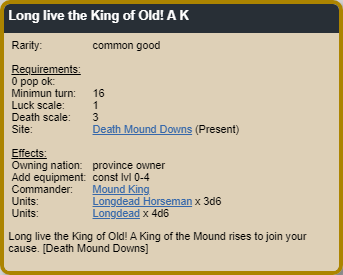 Long live the King of Old! A K
Rarity: common good
Requirements:
0 pop ok:
Minimun turn: 16
Luck scale: 1
Death scale: 3
Site: Death Mound Downs (Present)
Effects:
Owning nation: province owner
Add equipment: const lvl 0-4
Commander: Mound King
Units: Longdead Horseman x 3d6
Units: Longdead x 4d6
Long live the King of Old! A King of the Mound rises to join your
cause. [Death Mound Downs]